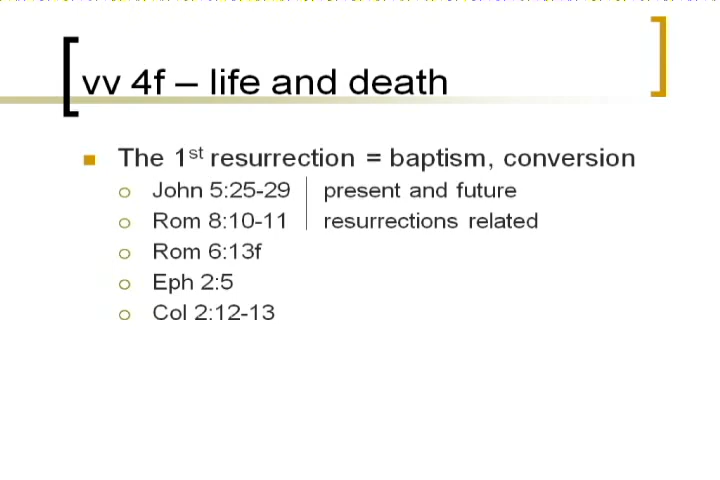 vv 4f – life and death
The 1st resurrection = baptism, conversion
John 5:25-29 present and future
Rom 8:10-11 resurrections related
Rom 6:13f
Eph 2:5
Col 2:12-13